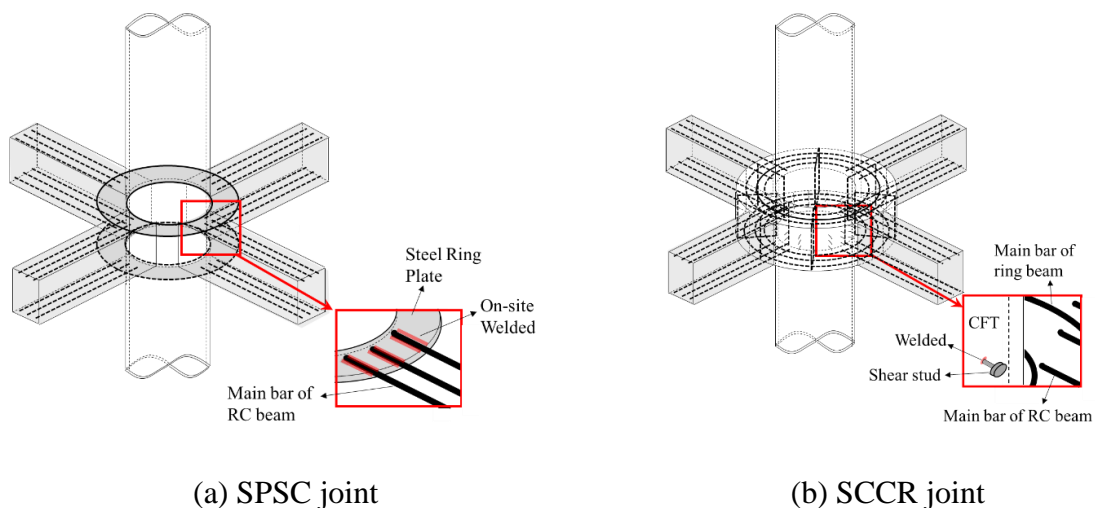 Steel Ring
Plate
On-site
Welded
Main bar of
RC beam
(a) SPSC joint
Main bar of
ring beam
CFT
Welded
Shear stud
Main bar of RC beam
(b) SCCR joint